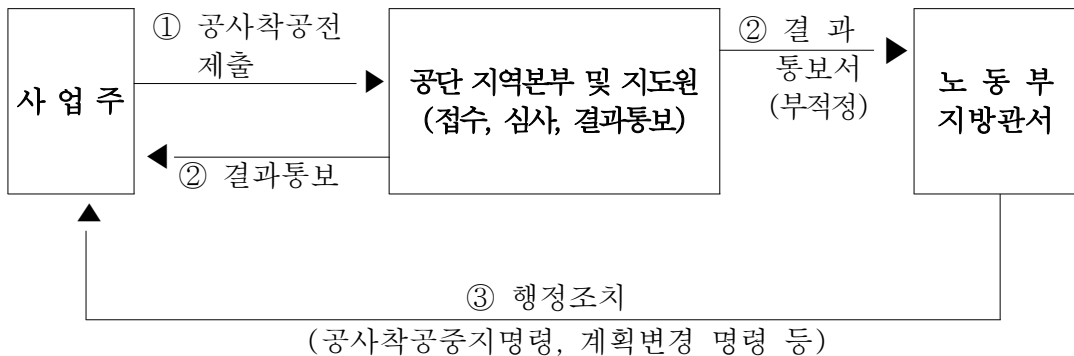 ① 공사착공전
제출
② 결 과
통보서
(부적정)
사 업 주
공단 지역본부 및 지도원
(접수, 심사, 결과통보)
노 동 부
지방관서
② 결과통보
③ 행정조치
(공사착공중지명령, 계획변경 명령 등)